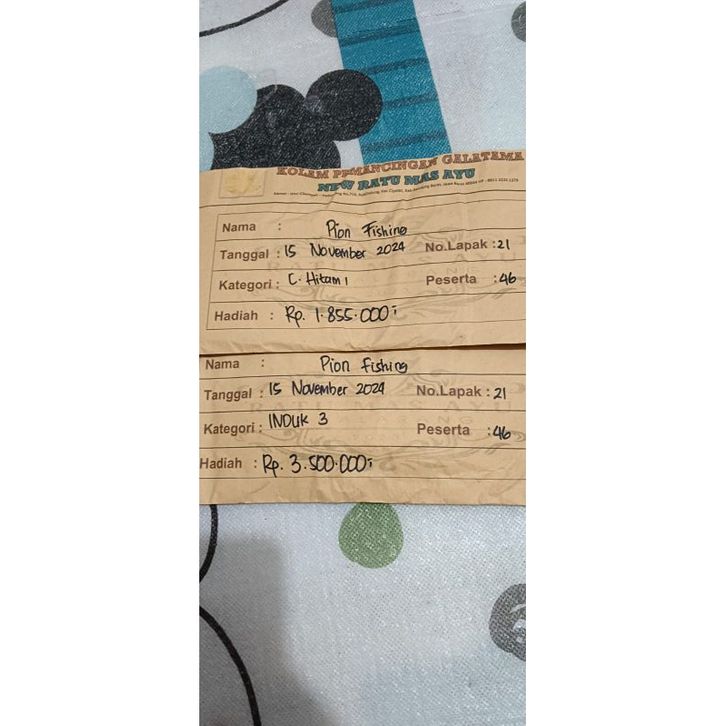 KOLAM PEMANCINGAN GALATAMA
NEW RATU MAS AYU
Nama : Pion Fishing
Tanggal : 15 November 2024 No.Lapak : 21
Kategori : C. Hitam 1 Peserta : 46
Hadiah : Rp. 1.855.000;
Nama : Pion Fishing
Tanggal : 15 November 2024 No.Lapak : 21
Kategori : INDUK 3 Peserta : 46
Hadiah : Rp. 3.500.000;